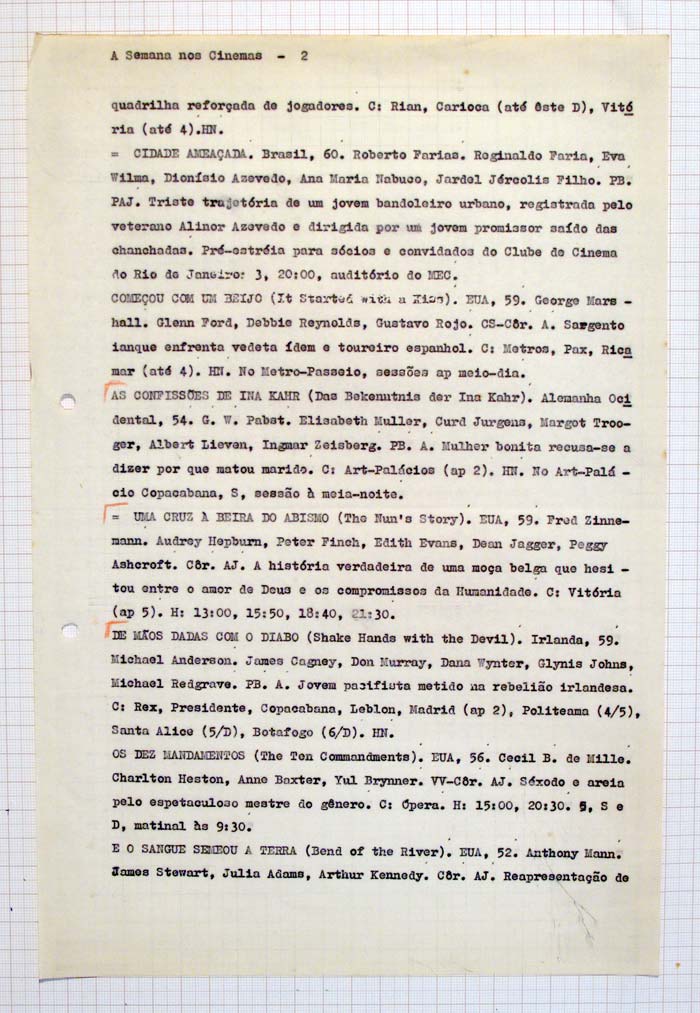 A Semana nos Cinemas - 2
quadrilha reforçada de jogadores. C: Rian, Carioca (até êste D), Vitó
ria (até 4).HN.
= CIDADE AMEAÇADA. Brasil, 60. Roberto Farias. Reginaldo Faria, Eva
Wilma, Dionísio Azevedo, Ana Maria Nabuco, Jardel Jércolis Filho. PB.
PAJ. Triste trajetória de um jovem bandoleiro urbano, registrada pelo
veterano Alinor Azevedo e dirigida por um jovem promissor saído das
chanchadas. Pré-estréia para sócios e convidados do Clube de Cinema
do Rio de Janeiro: 3, 20:00, auditório do MEC.
COMEÇOU COM UM BEIJO (It Started with a Kiss). EUA, 59. George Mars -
hall. Glenn Ford, Debbie Reynolds, Gustavo Rojo. CS-Côr. A. Sargento
ianque enfrenta vedeta ídem e toureiro espanhol. C: Metros, Pax, Rica
mar (até 4). HN. No Metro-Passeio, sessões ap meio-dia.
AS CONFISSÕES DE INA KAHR (Das Bekenntnis der Ina Kahr). Alemanha Oci
dental, 54. G. W. Pabst. Elisabeth Muller, Curd Jurgens, Margot Troo-
ger, Albert Lieven, Ingmar Zeisberg. PB. A. Mulher bonita recusa-se a
dizer por que matou marido. C: Art-Palácios (ap 2). HN. No Art-Palá -
cio Copacabana, S, sessão à meia-noite.
= UMA CRUZ À BEIRA DO ABISMO (The Nun's Story). EUA, 59. Fred Zinne-
mann. Audrey Hepburn, Peter Finch, Edith Evans, Dean Jagger, Peggy
Ashcroft. Côr. AJ. A história verdadeira de uma moça belga que hesi -
tou entre o amor de Deus e os compromissos da Humanidade. C: Vitória
(ap 5). H: 13:00, 15:50, 18:40, 21:30.
DE MÃOS DADAS COM O DIABO (Shake Hands with the Devil). Irlanda, 59.
Michael Anderson. James Cagney, Don Murray, Dana Wynter, Glynis Johns,
Michael Redgrave. PB. A. Jovem pacifista metido na rebelião irlandesa.
C: Rex, Presidente, Copacabana, Leblon, Madrid (ap 2), Politeama (4/5),
Santa Alice (5/D), Botafogo (6/D). HN.
OS DEZ MANDAMENTOS (The Ten Commandments). EUA, 56. Cecil B. de Mille.
Charlton Heston, Anne Baxter, Yul Brynner. VV-Côr. AJ. Séxodo e areia
pelo espetaculoso mestre do gênero. C: Ópera. H: 15:00, 20:30. 5, S e
D, matinal às 9:30.
E O SANGUE SEMEOU A TERRA (Bend of the River). EUA, 52. Anthony Mann.
James Stewart, Julia Adams, Arthur Kennedy. Côr. AJ. Reapresentação de